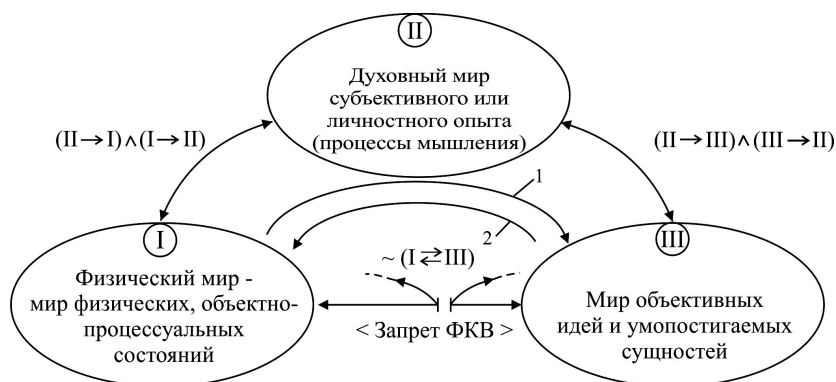 II
Духовный мир
субъективного или
личностного опыта
(процессы мышления)
(II→I)∧(I→II)
(II→III)∧(III→II)
1
2
I
Физический мир -
мир физических, объектно-
процессуальных
состояний
~ (I⇄III)
< Запрет ФКВ >
III
Мир объективных
идей и умопостигаемых
сущностей